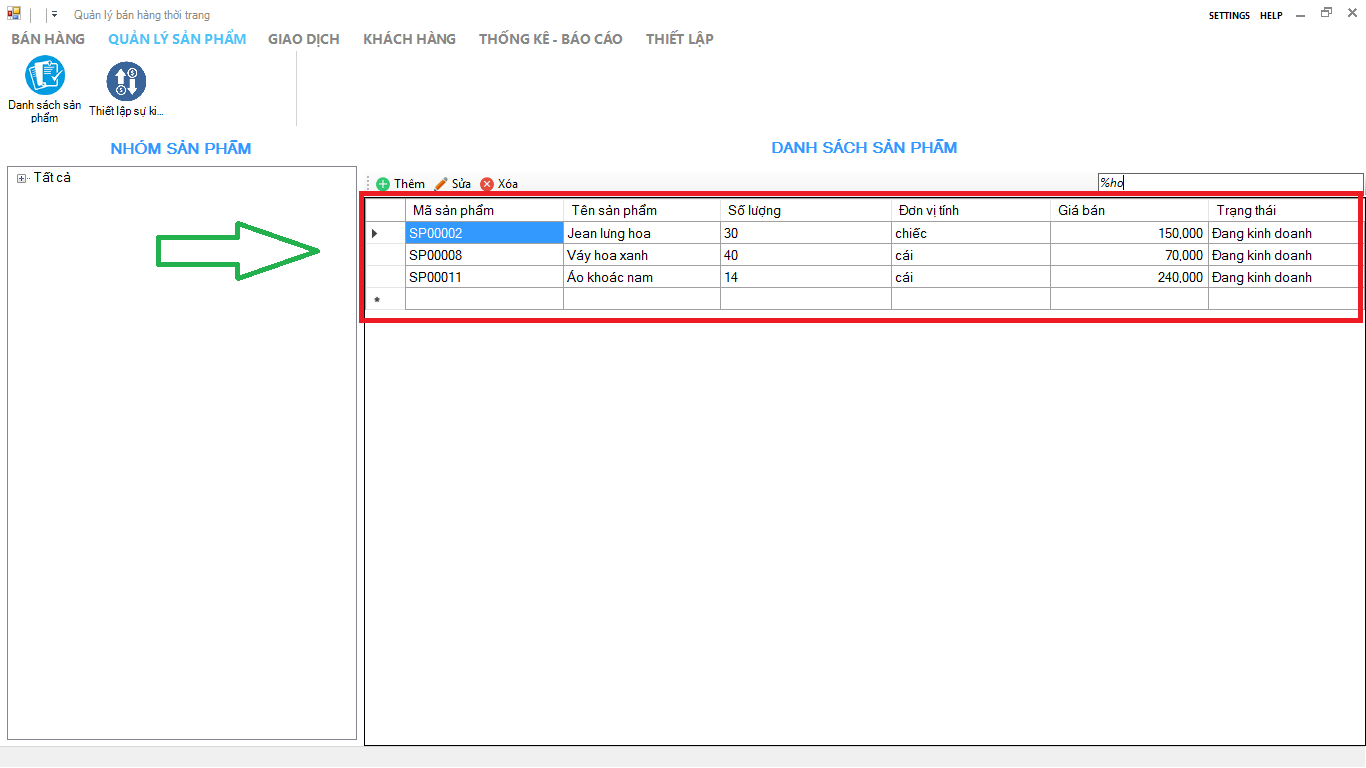 Quản lý bán hàng thời trang
SETTINGS HELP
BÁN HÀNG QUẢN LÝ SẢN PHẨM GIAO DỊCH KHÁCH HÀNG THỐNG KÊ - BÁO CÁO THIẾT LẬP
Danh sách sản
phẩm
Thiết lập sự ki...
NHÓM SẢN PHẨM
Tất cả
DANH SÁCH SẢN PHẨM
Thêm Sửa Xóa
%ho
Mã sản phẩm Tên sản phẩm Số lượng Đơn vị tính Giá bán Trạng thái
SP00002 Jean lưng hoa 30 chiếc 150,000 Đang kinh doanh
SP00008 Váy hoa xanh 40 cái 70,000 Đang kinh doanh
SP00011 Áo khoác nam 14 cái 240,000 Đang kinh doanh